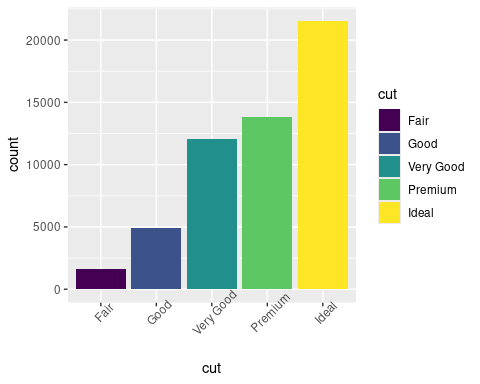 20000
15000
10000
5000
0
count
Fair
Good
Very Good
Premium
Ideal
cut
cut
Fair
Good
Very Good
Premium
Ideal